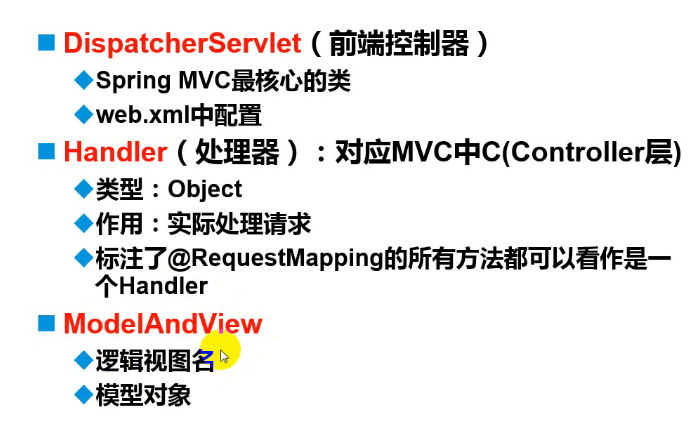 DispatcherServlet（前端控制器）
Spring MVC最核心的类
web.xml中配置
Handler（处理器）：对应MVC中C(Controller层)
类型：Object
作用：实际处理请求
标注了@RequestMapping的所有方法都可以看作是一
个Handler
ModelAndView
逻辑视图名
模型对象